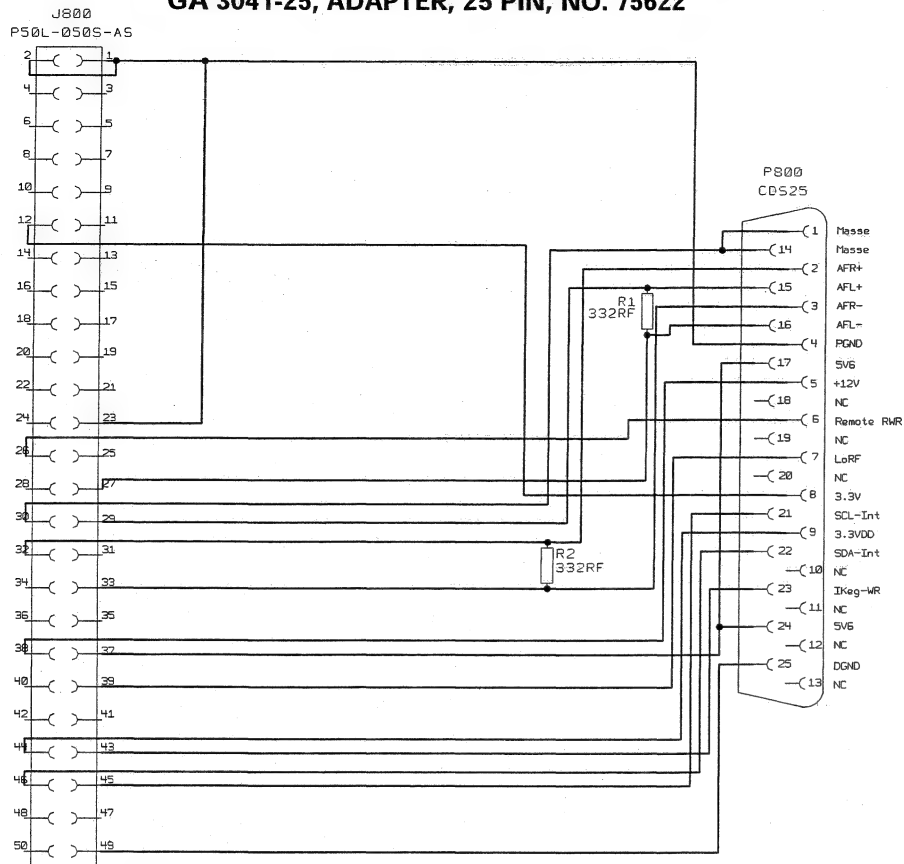 GA 3041-25, ADAPTER, 25 PIN, NO. 75622
J800
P50L-050S-AS
2 1
4 3
6 5
8 7
10 9
12 11
14 13
16 15
18 17
20 19
22 21
24 23
26 25
28 27
30 29
32 31
34 33
36 35
38 37
40 39
42 41
44 43
46 45
48 47
50 49
R1
332RF
R2
332RF
P800
CDS25
1 Masse
14 Masse
2 AFR+
15 AFL+
3 AFR-
16 AFL-
4 PGND
17 5V6
5 +12V
18 NC
6 Remote RWR
19 NC
7 LoRF
20 NC
8 3.3V
21 SCL-Int
9 3.3VDD
22 SDA-Int
10 NC
23 IKeg-WR
11 NC
24 5V6
12 NC
25 DGND
13 NC